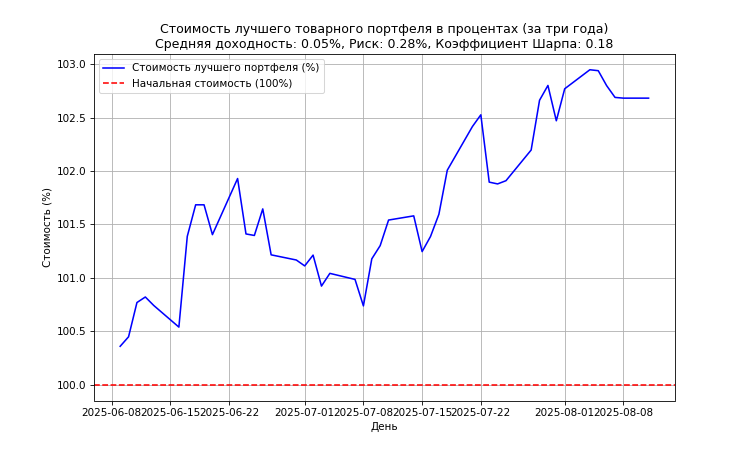 Стоимость лучшего товарного портфеля в процентах (за три года)
Средняя доходность: 0.05%, Риск: 0.28%, Коэффициент Шарпа: 0.18
Стоимость лучшего портфеля (%)
Начальная стоимость (100%)
Стоимость (%)
103.0
102.5
102.0
101.5
101.0
100.5
100.0
2025-06-08 2025-06-15 2025-06-22 2025-07-01 2025-07-08 2025-07-15 2025-07-22 2025-08-01 2025-08-08
День